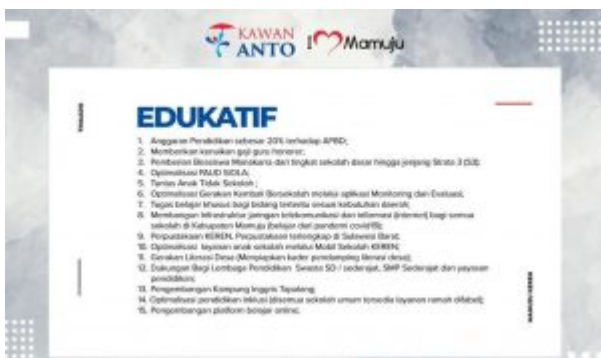 KAWAN
ANTO
I Mamuju
EDUKATIF
1. Anggaran Pendidikan sebesar 20% terhadap APBD;
2. Memberikan kenaikan gaji guru honorer;
3. Pemberian Beasiswa Manakarra dari tingkat sekolah dasar hingga jenjang Strata 3 (S3);
4. Optimalisasi PAUD SIOLA;
5. Tuntas Anak Tidak Sekolah;
6. Optimalisasi Gerakan Kembali Bersekolah melalui aplikasi Monitoring dan Evaluasi;
7. Tugas belajar khusus bagi bidang tertentu sesuai kebutuhan daerah;
8. Membangun infrastruktur jaringan telekomunikasi dan informasi (internet) bagi semua
sekolah di Kabupaten Mamuju (belajar dari pandemi covid19);
9. Perpustakaan KEREN, Perpustakaan terlengkap di Sulawesi Barat;
10. Optimalisasi layanan anak sekolah melalui Mobil Sekolah KEREN;
11. Gerakan Literasi Desa (Menyiapkan kader pendamping literasi desa);
12. Dukungan Bagi Lembaga Pendidikan Swasta SD / sederajat, SMP Sederajat dan yayasan
pendidikan;
13. Pengembangan Kampung Inggris Tapalang;
14. Optimalisasi pendidikan inklusi (disemua sekolah umum tersedia layanan ramah difabel);
15. Pengembangan platform belajar online;
MAMUJU KEREN